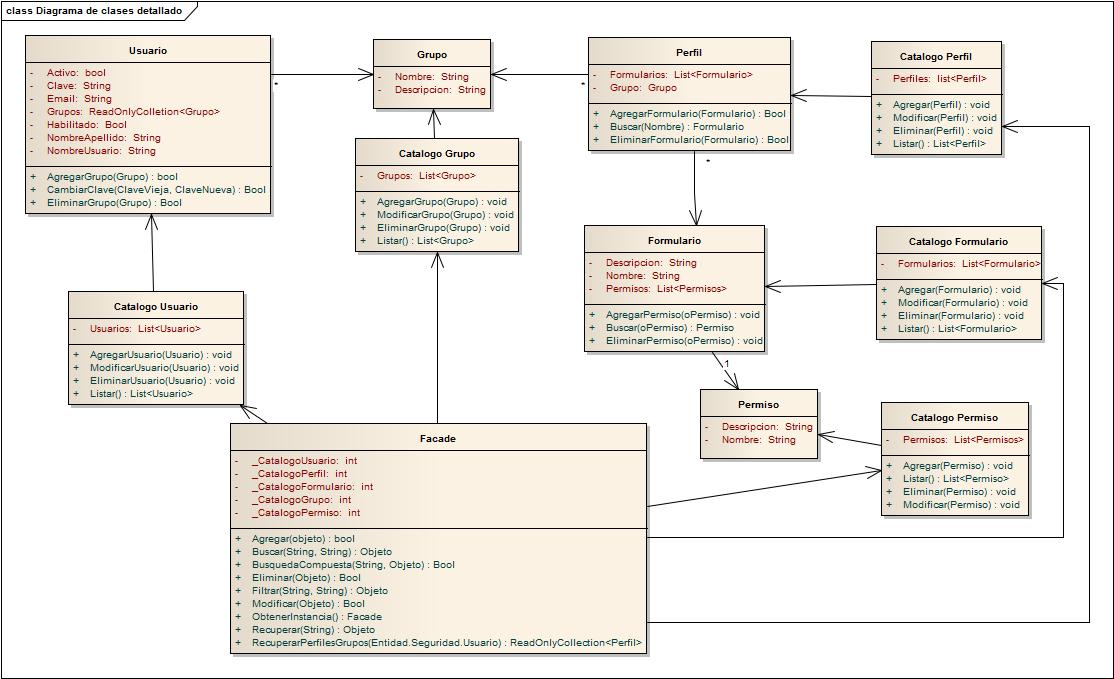 class Diagrama de clases detallado
Usuario
- Activo: bool
- Clave: String
- Email: String
- Grupos: ReadOnlyColletion<Grupo>
- Habilitado: Bool
- NombreApellido: String
- NombreUsuario: String
+ AgregarGrupo(Grupo) : bool
+ CambiarClave(ClaveVieja, ClaveNueva) : Bool
+ EliminarGrupo(Grupo) : Bool
*
Grupo
- Nombre: String
- Descripcion: String
*
Perfil
- Formularios: List<Formulario>
- Grupo: Grupo
+ AgregarFormulario(Formulario) : Bool
+ Buscar(Nombre) : Formulario
+ EliminarFormulario(Formulario) : Bool
*
Catalogo Perfil
- Perfiles: list<Perfil>
+ Agregar(Perfil) : void
+ Modificar(Perfil) : void
+ Eliminar(Perfil) : void
+ Listar() : List<Perfil>
Catalogo Grupo
- Grupos: List<Grupo>
+ AgregarGrupo(Grupo) : void
+ ModificarGrupo(Grupo) : void
+ EliminarGrupo(Grupo) : void
+ Listar() : List<Grupo>
Formulario
- Descripcion: String
- Nombre: String
- Permisos: List<Permisos>
+ AgregarPermiso(oPermiso) : void
+ Buscar(oPermiso) : Permiso
+ EliminarPermiso(oPermiso) : void
1
Catalogo Formulario
- Formularios: List<Formulario>
+ Agregar(Formulario) : void
+ Modificar(Formulario) : void
+ Eliminar(Formulario) : void
+ Listar() : List<Formulario>
Catalogo Usuario
- Usuarios: List<Usuario>
+ AgregarUsuario(Usuario) : void
+ ModificarUsuario(Usuario) : void
+ EliminarUsuario(Usuario) : void
+ Listar() : List<Usuario>
Permiso
- Descripcion: String
- Nombre: String
Catalogo Permiso
- Permisos: List<Permisos>
+ Agregar(Permiso) : void
+ Listar() : List<Permiso>
+ Eliminar(Permiso) : void
+ Modificar(Permiso) : void
Facade
- _CatalogoUsuario: int
- _CatalogoPerfil: int
- _CatalogoFormulario: int
- _CatalogoGrupo: int
- _CatalogoPermiso: int
+ Agregar(objeto) : bool
+ Buscar(String, String) : Objeto
+ BusquedaCompuesta(String, Objeto) : Bool
+ Eliminar(Objeto) : Bool
+ Filtrar(String, String) : Objeto
+ Modificar(Objeto) : Bool
+ ObtenerInstancia() : Facade
+ Recuperar(String) : Objeto
+ RecuperarPerfilesGrupos(Entidad.Seguridad.Usuario) : ReadOnlyCollection<Perfil>